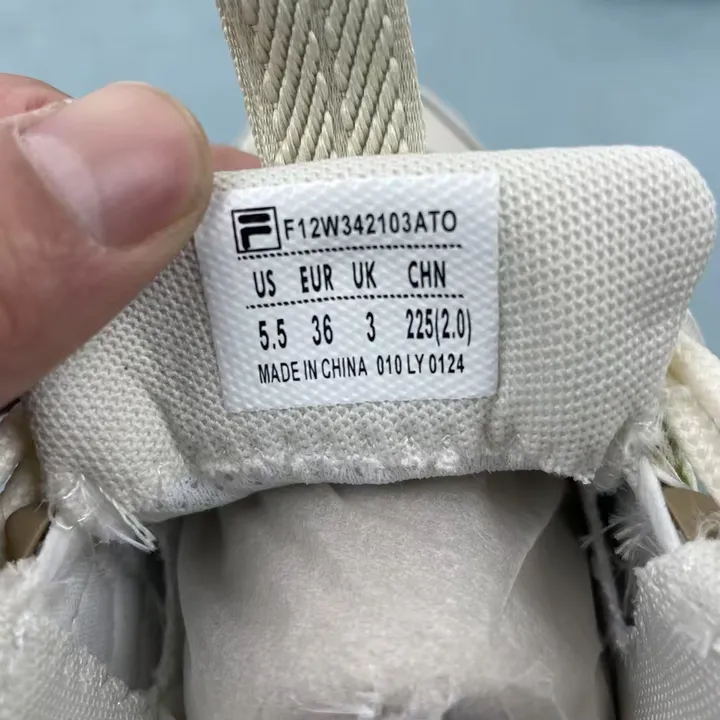 F F12W342103ATO
US EUR UK CHN
5.5 36 3 225(2.0)
MADE IN CHINA 010 LY 0124